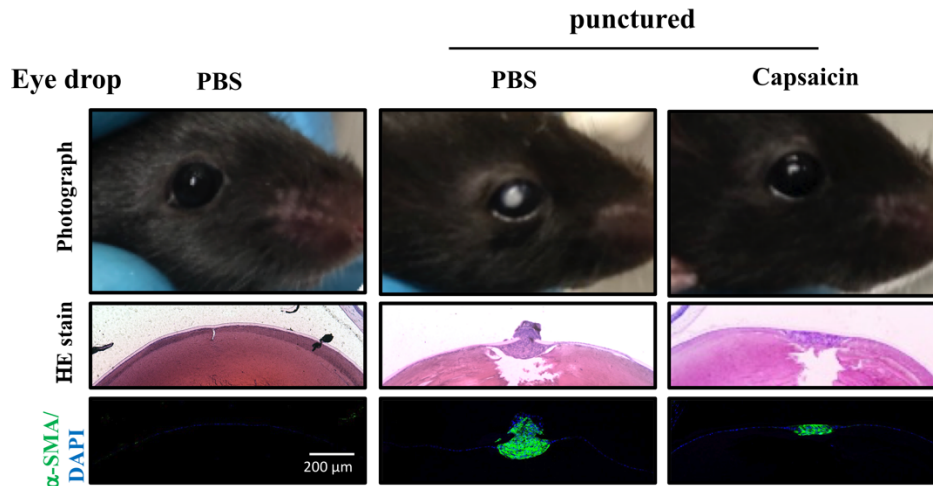 punctured
Eye drop PBS PBS Capsaicin
Photograph
HE stain
α-SMA/
DAPI
200 μm